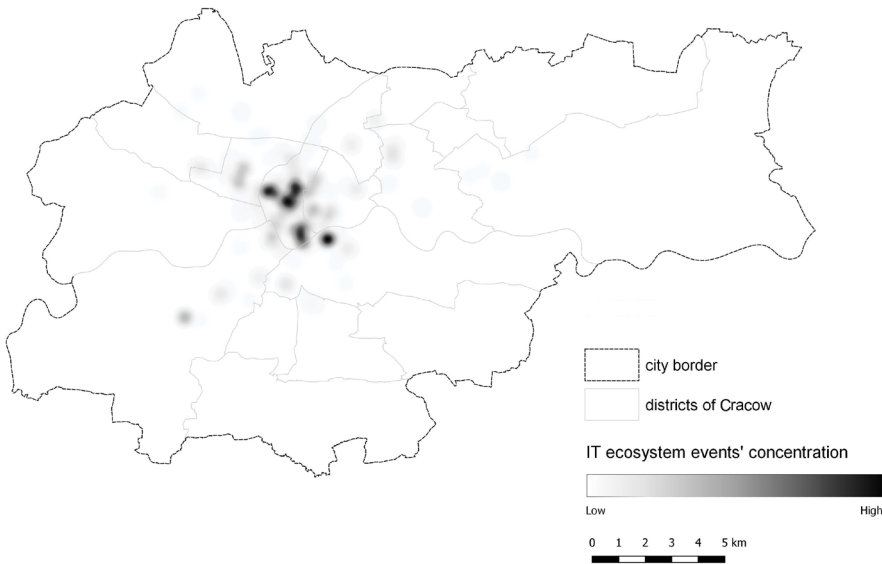 city border
districts of Cracow
IT ecosystem events' concentration
Low High
0 1 2 3 4 5 km